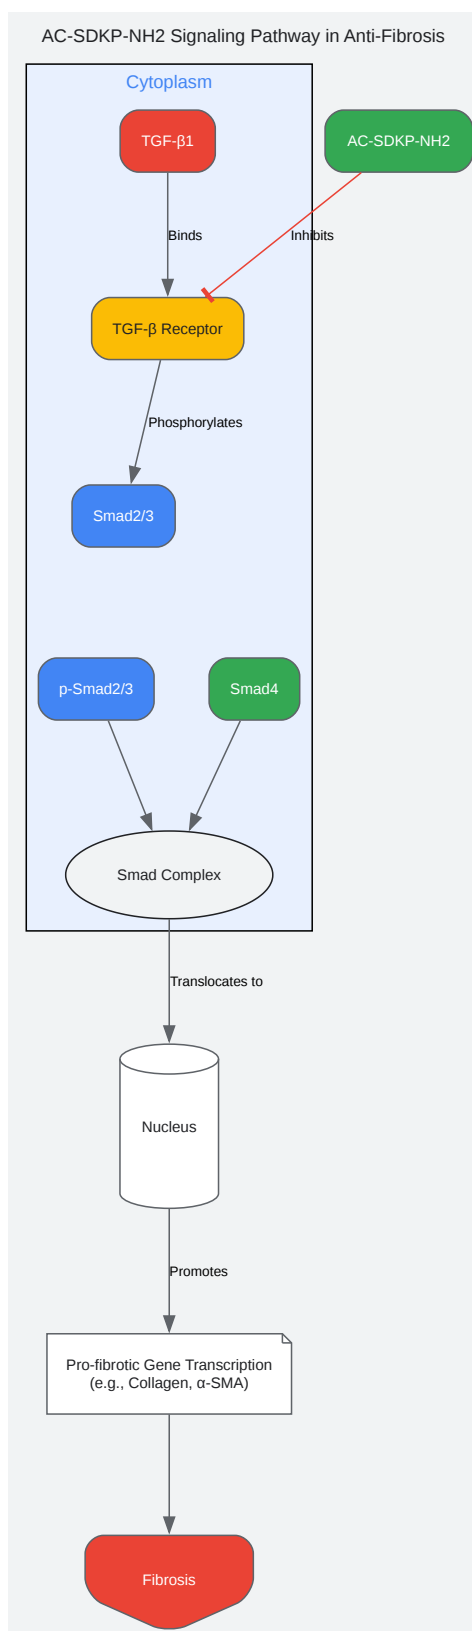 AC-SDKP-NH2 Signaling Pathway in Anti-Fibrosis
Cytoplasm
TGF-β1
AC-SDKP-NH2
Binds
Inhibits
TGF-β Receptor
Phosphorylates
Smad2/3
p-Smad2/3
Smad4
Smad Complex
Translocates to
Nucleus
Promotes
Pro-fibrotic Gene Transcription
(e.g., Collagen, α-SMA)
Fibrosis